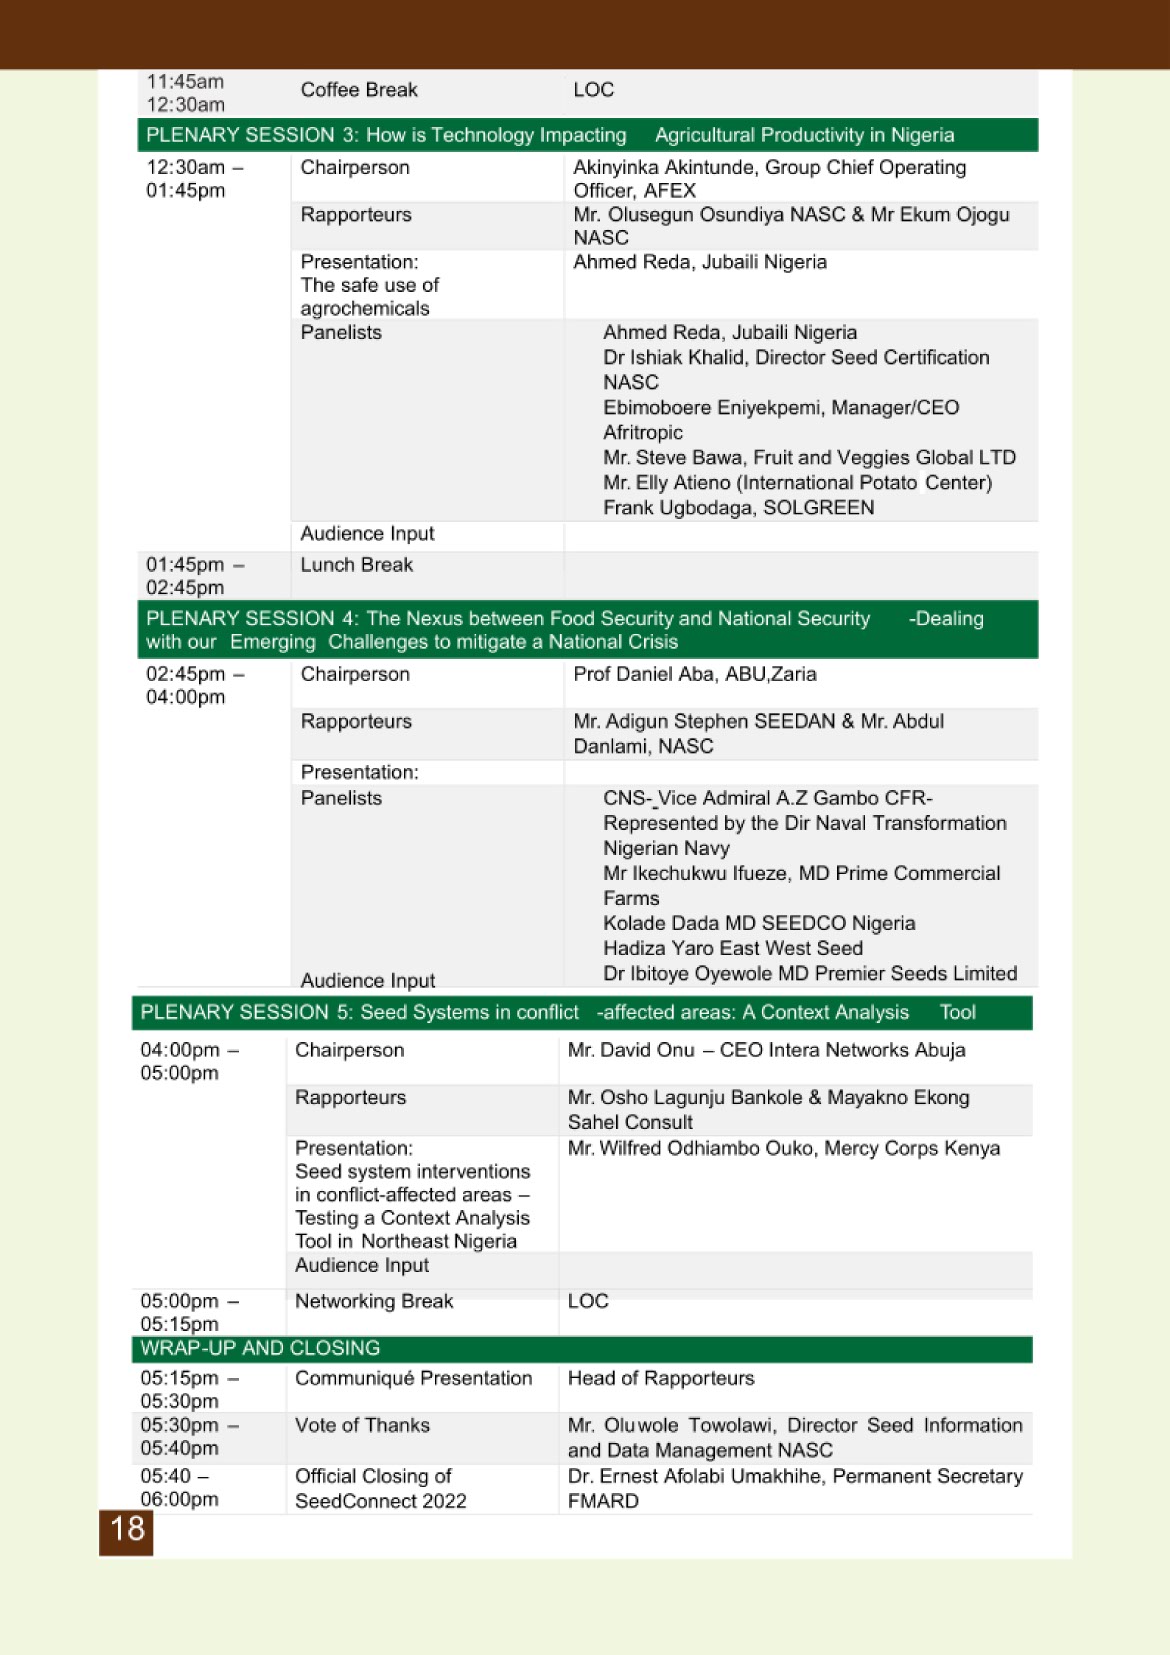 11:45am
12:30am
Coffee Break
LOC
PLENARY SESSION 3: How is Technology Impacting Agricultural Productivity in Nigeria
12:30am –
01:45pm
Chairperson
Akinyinka Akintunde, Group Chief Operating
Officer, AFEX
Rapporteurs
Mr. Olusegun Osundiya NASC & Mr Ekum Ojogu
NASC
Presentation:
The safe use of
agrochemicals
Ahmed Reda, Jubaili Nigeria
Panelists
Ahmed Reda, Jubaili Nigeria
Dr Ishiak Khalid, Director Seed Certification
NASC
Ebimoboere Eniyekpemi, Manager/CEO
Afritropic
Mr. Steve Bawa, Fruit and Veggies Global LTD
Mr. Elly Atieno (International Potato Center)
Frank Ugbodaga, SOLGREEN
Audience Input
01:45pm –
02:45pm
Lunch Break
PLENARY SESSION 4: The Nexus between Food Security and National Security -Dealing
with our Emerging Challenges to mitigate a National Crisis
02:45pm –
04:00pm
Chairperson
Prof Daniel Aba, ABU,Zaria
Rapporteurs
Mr. Adigun Stephen SEEDAN & Mr. Abdul
Danlami, NASC
Presentation:
Panelists
CNS-_Vice Admiral A.Z Gambo CFR-
Represented by the Dir Naval Transformation
Nigerian Navy
Mr Ikechukwu Ifueze, MD Prime Commercial
Farms
Kolade Dada MD SEEDCO Nigeria
Hadiza Yaro East West Seed
Dr Ibitoye Oyewole MD Premier Seeds Limited
Audience Input
PLENARY SESSION 5: Seed Systems in conflict -affected areas: A Context Analysis Tool
04:00pm –
05:00pm
Chairperson
Mr. David Onu – CEO Intera Networks Abuja
Rapporteurs
Mr. Osho Lagunju Bankole & Mayakno Ekong
Sahel Consult
Presentation:
Seed system interventions
in conflict-affected areas –
Testing a Context Analysis
Tool in Northeast Nigeria
Mr. Wilfred Odhiambo Ouko, Mercy Corps Kenya
Audience Input
05:00pm –
05:15pm
Networking Break
LOC
WRAP-UP AND CLOSING
05:15pm –
05:30pm
Communiqué Presentation
Head of Rapporteurs
05:30pm –
05:40pm
Vote of Thanks
Mr. Oluwole Towolawi, Director Seed Information
and Data Management NASC
05:40 –
06:00pm
Official Closing of
SeedConnect 2022
Dr. Ernest Afolabi Umakhihe, Permanent Secretary
FMARD
18